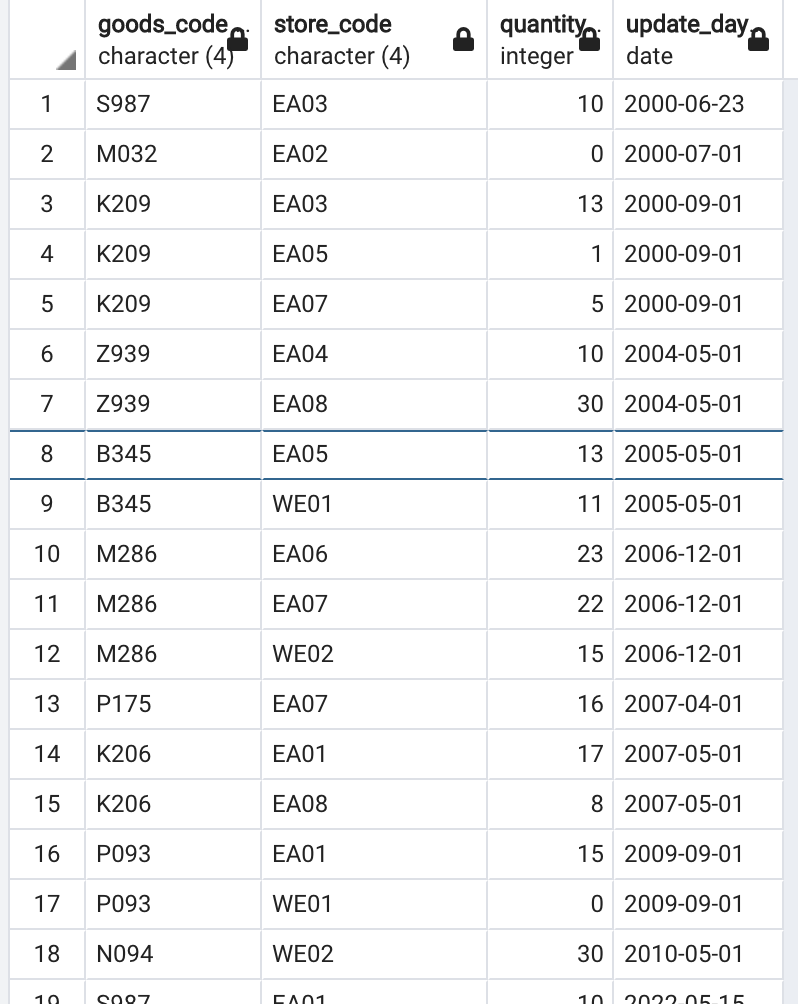 goods_code store_code quantity update_day
character (4) character (4) integer date
1 S987 EA03 10 2000-06-23
2 M032 EA02 0 2000-07-01
3 K209 EA03 13 2000-09-01
4 K209 EA05 1 2000-09-01
5 K209 EA07 5 2000-09-01
6 Z939 EA04 10 2004-05-01
7 Z939 EA08 30 2004-05-01
8 B345 EA05 13 2005-05-01
9 B345 WE01 11 2005-05-01
10 M286 EA06 23 2006-12-01
11 M286 EA07 22 2006-12-01
12 M286 WE02 15 2006-12-01
13 P175 EA07 16 2007-04-01
14 K206 EA01 17 2007-05-01
15 K206 EA08 8 2007-05-01
16 P093 EA01 15 2009-09-01
17 P093 WE01 0 2009-09-01
18 N094 WE02 30 2010-05-01
19 S987 EA01 10 2022-05-15